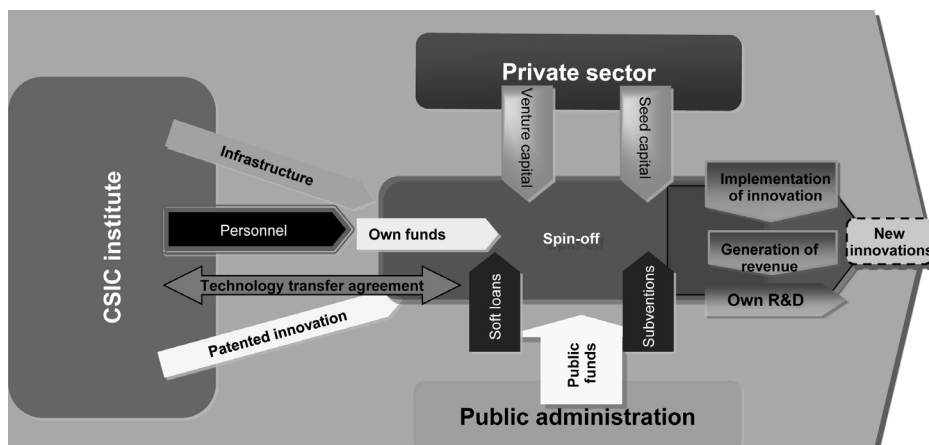 Private sector
Venture capital
Seed capital
CSIC institute
Infrastructure
Personnel
Own funds
Technology transfer agreement
Patented innovation
Spin-off
Soft loans
Subventions
Public
funds
Public administration
Implementation
of innovation
Generation of
revenue
Own R&D
New
innovations